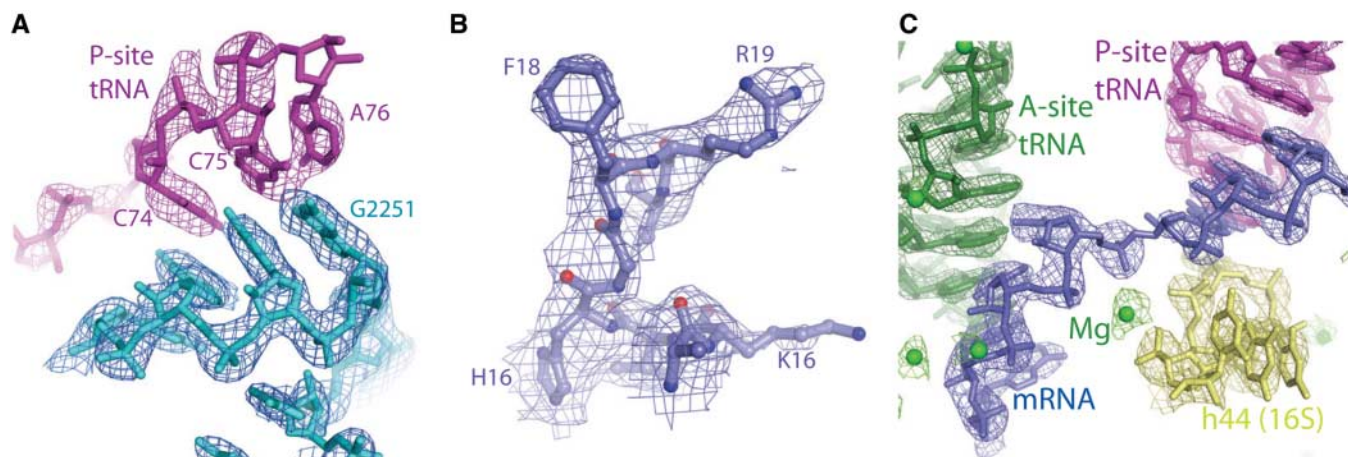 A
P-site
tRNA
A76
C75
C74
G2251
B
F18
R19
H16
K16
C
P-site
tRNA
A-site
tRNA
Mg
mRNA
h44 (16S)